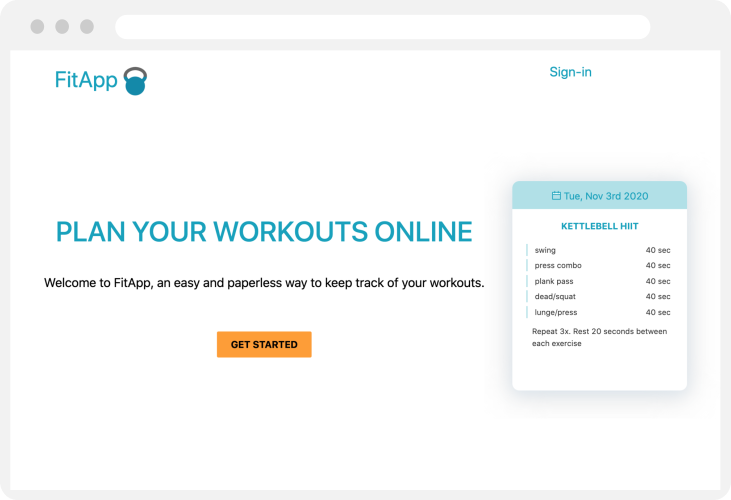 FitApp
Sign-in
PLAN YOUR WORKOUTS ONLINE
Welcome to FitApp, an easy and paperless way to keep track of your workouts.
GET STARTED
Tue, Nov 3rd 2020
KETTLEBELL HIIT
swing 40 sec
press combo 40 sec
plank pass 40 sec
dead/squat 40 sec
lunge/press 40 sec
Repeat 3x. Rest 20 seconds between
each exercise